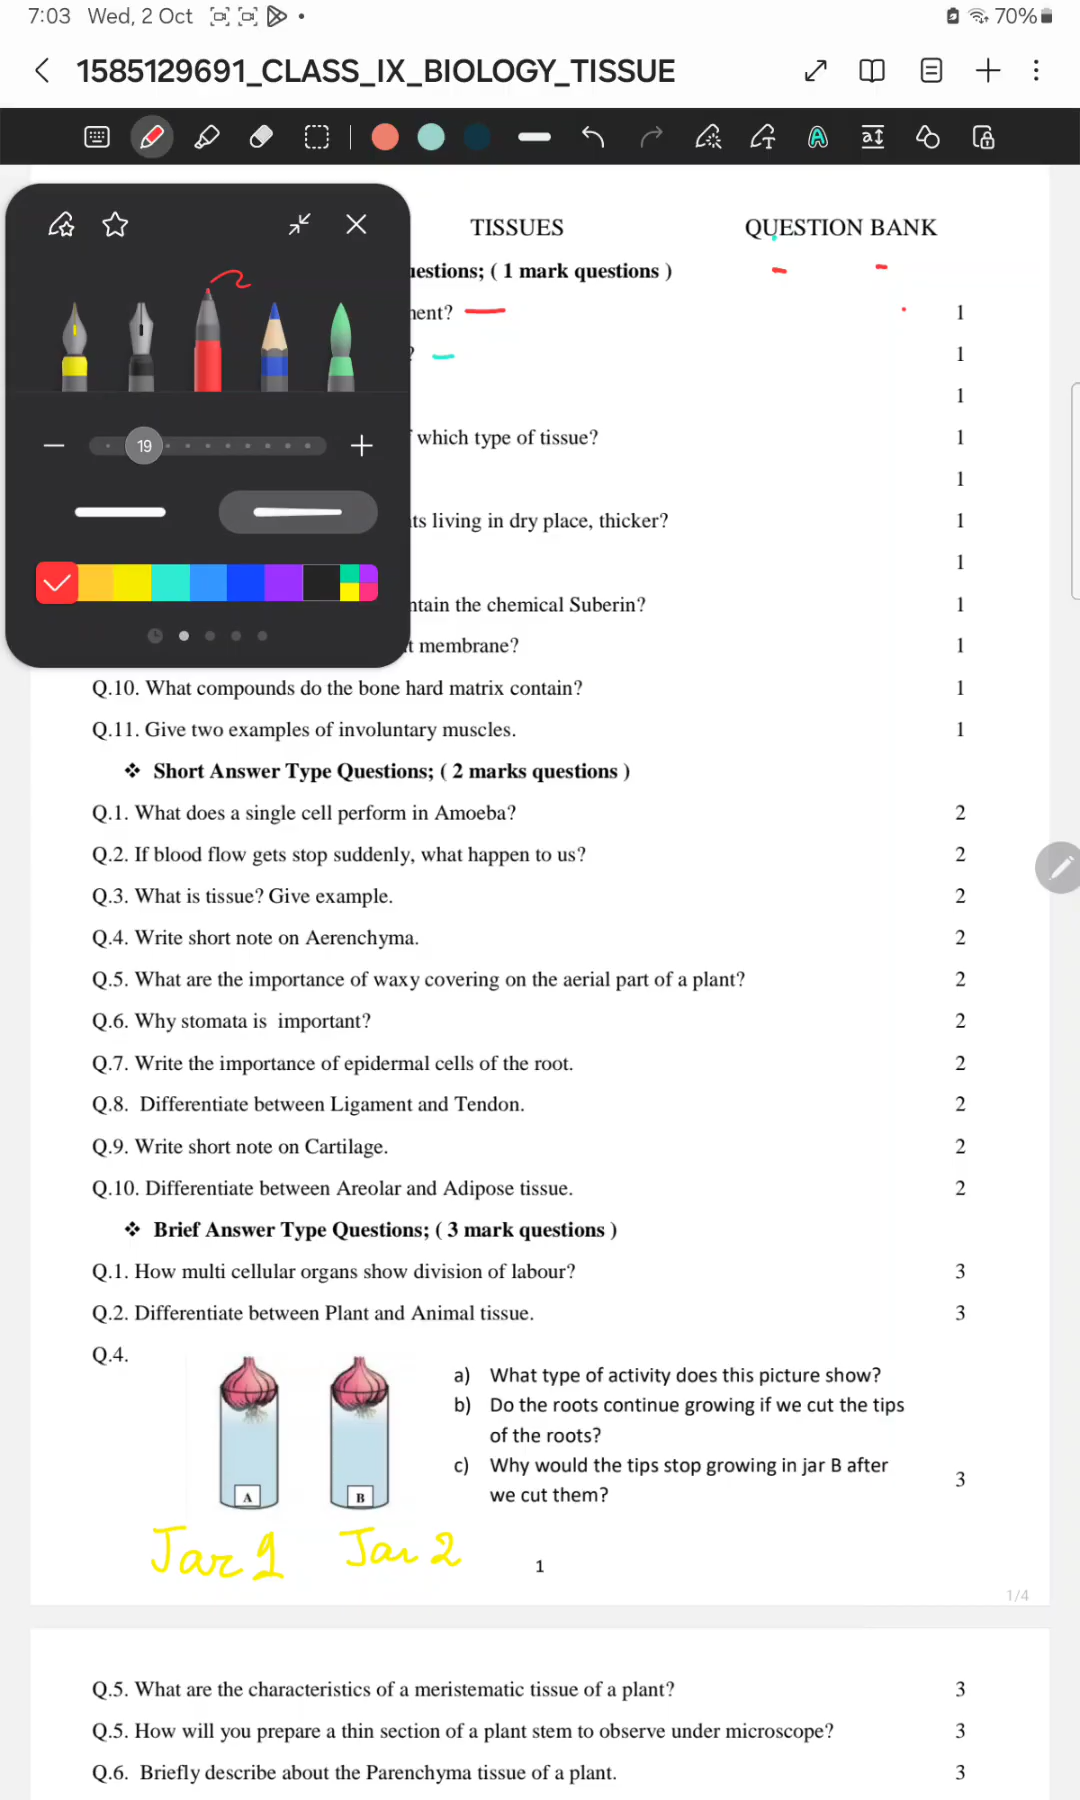 7:03 Wed, 2 Oct
70%
1585129691_CLASS_IX_BIOLOGY_TISSUE
TISSUES QUESTION BANK
uestions; ( 1 mark questions )
ent? 1
? 1
1
which type of tissue? 1
1
ts living in dry place, thicker? 1
1
ntain the chemical Suberin? 1
t membrane? 1
19
Q.10. What compounds do the bone hard matrix contain? 1
Q.11. Give two examples of involuntary muscles. 1
❖ Short Answer Type Questions; ( 2 marks questions )
Q.1. What does a single cell perform in Amoeba? 2
Q.2. If blood flow gets stop suddenly, what happen to us? 2
Q.3. What is tissue? Give example. 2
Q.4. Write short note on Aerenchyma. 2
Q.5. What are the importance of waxy covering on the aerial part of a plant? 2
Q.6. Why stomata is important? 2
Q.7. Write the importance of epidermal cells of the root. 2
Q.8. Differentiate between Ligament and Tendon. 2
Q.9. Write short note on Cartilage. 2
Q.10. Differentiate between Areolar and Adipose tissue. 2
❖ Brief Answer Type Questions; ( 3 mark questions )
Q.1. How multi cellular organs show division of labour? 3
Q.2. Differentiate between Plant and Animal tissue. 3
Q.4.
a) What type of activity does this picture show?
b) Do the roots continue growing if we cut the tips
of the roots?
c) Why would the tips stop growing in jar B after
we cut them? 3
A B
Jar 1 Jar 2
1
1/4
Q.5. What are the characteristics of a meristematic tissue of a plant? 3
Q.5. How will you prepare a thin section of a plant stem to observe under microscope? 3
Q.6. Briefly describe about the Parenchyma tissue of a plant. 3